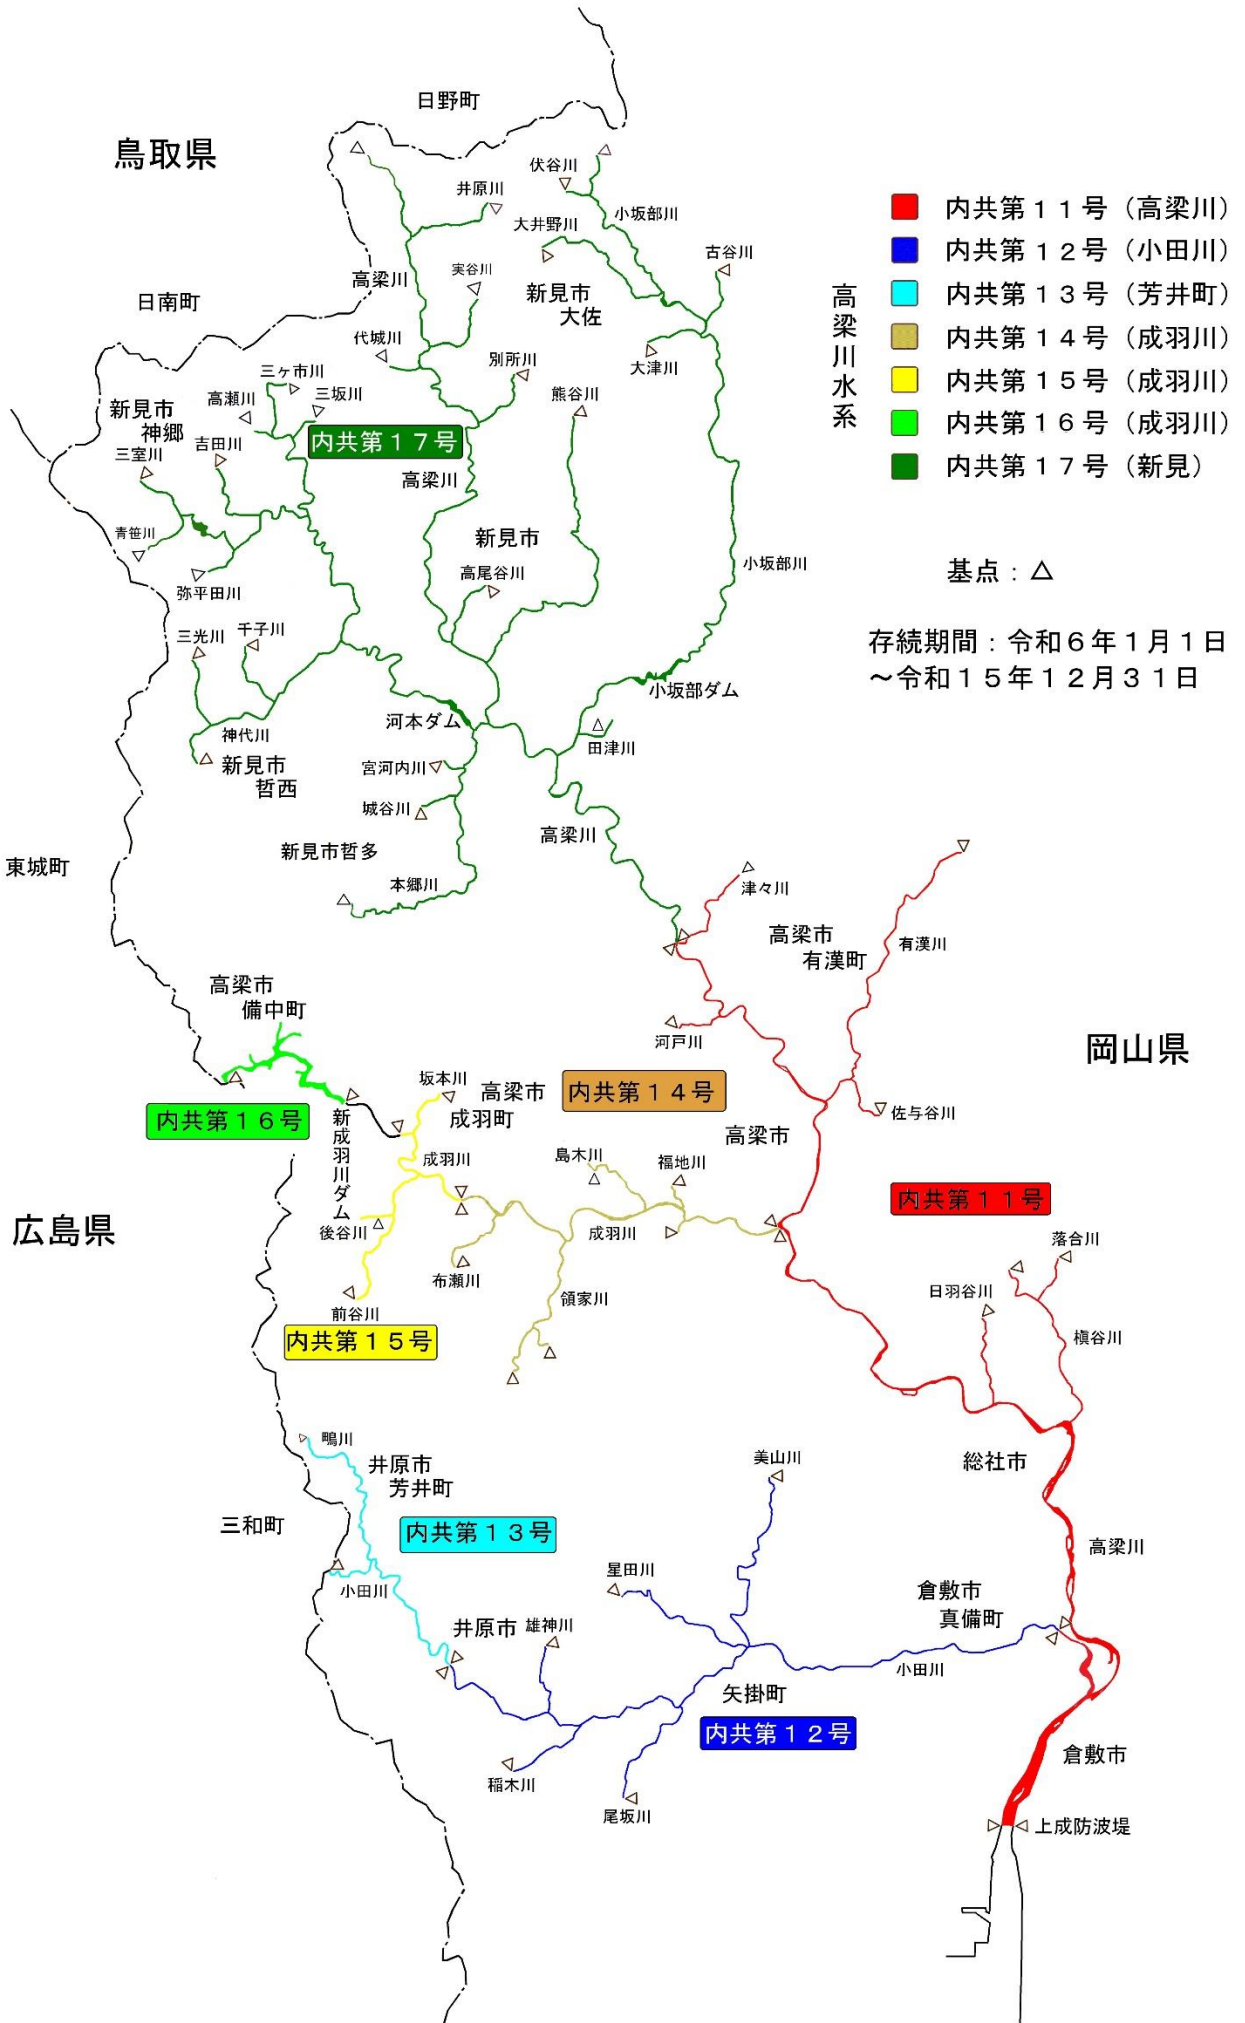 日野町
鳥取県
伏谷川
井原川
小坂部川
大井野川
古谷川
高梁川
実谷川
新見市
大佐
日南町
代城川
大津川
別所川
三ヶ市川
三坂川
高瀬川
熊谷川
新見市
神郷
吉田川
内共第17号
三室川
高梁川
青笹川
新見市
小坂部川
高尾谷川
弥平田川
三光川
千子川
小坂部ダム
河本ダム
神代川
田津川
新見市
哲西
宮河内川
城谷川
高梁川
新見市哲多
東城町
本郷川
津々川
高梁市
有漢町
有漢川
高梁市
備中町
河戸川
岡山県
坂本川
高梁市
成羽町
内共第14号
内共第16号
新成羽川ダム
佐与谷川
高梁市
成羽川
島木川
福地川
内共第11号
広島県
後谷川
成羽川
落合川
布瀬川
日羽谷川
領家川
前谷川
槇谷川
内共第15号
鴫川
井原市
芳井町
美山川
総社市
三和町
内共第13号
高梁川
小田川
星田川
倉敷市
真備町
井原市
雄神川
小田川
矢掛町
内共第12号
倉敷市
稲木川
尾坂川
上成防波堤
高梁川水系
内共第11号（高梁川）
内共第12号（小田川）
内共第13号（芳井町）
内共第14号（成羽川）
内共第15号（成羽川）
内共第16号（成羽川）
内共第17号（新見）
基点：△
存続期間：令和6年1月1日
～令和15年12月31日